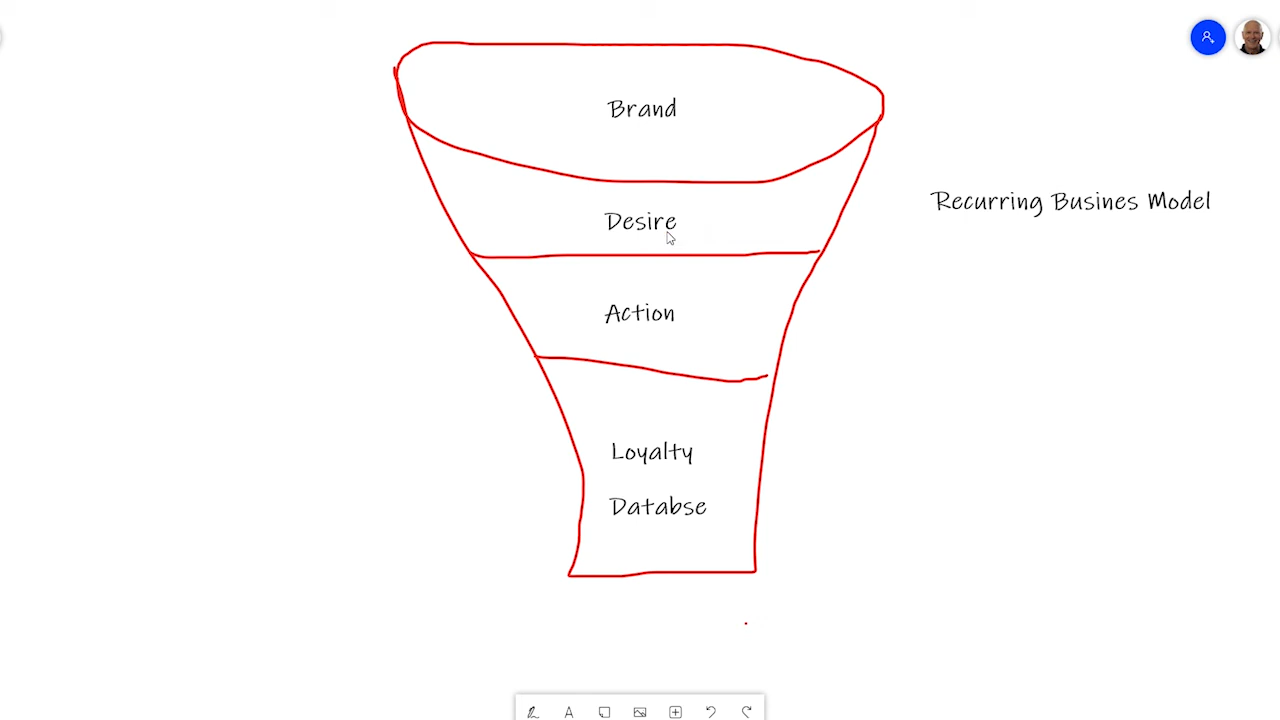 Brand
Recurring Busines Model
Desire
Action
Loyalty
Databse